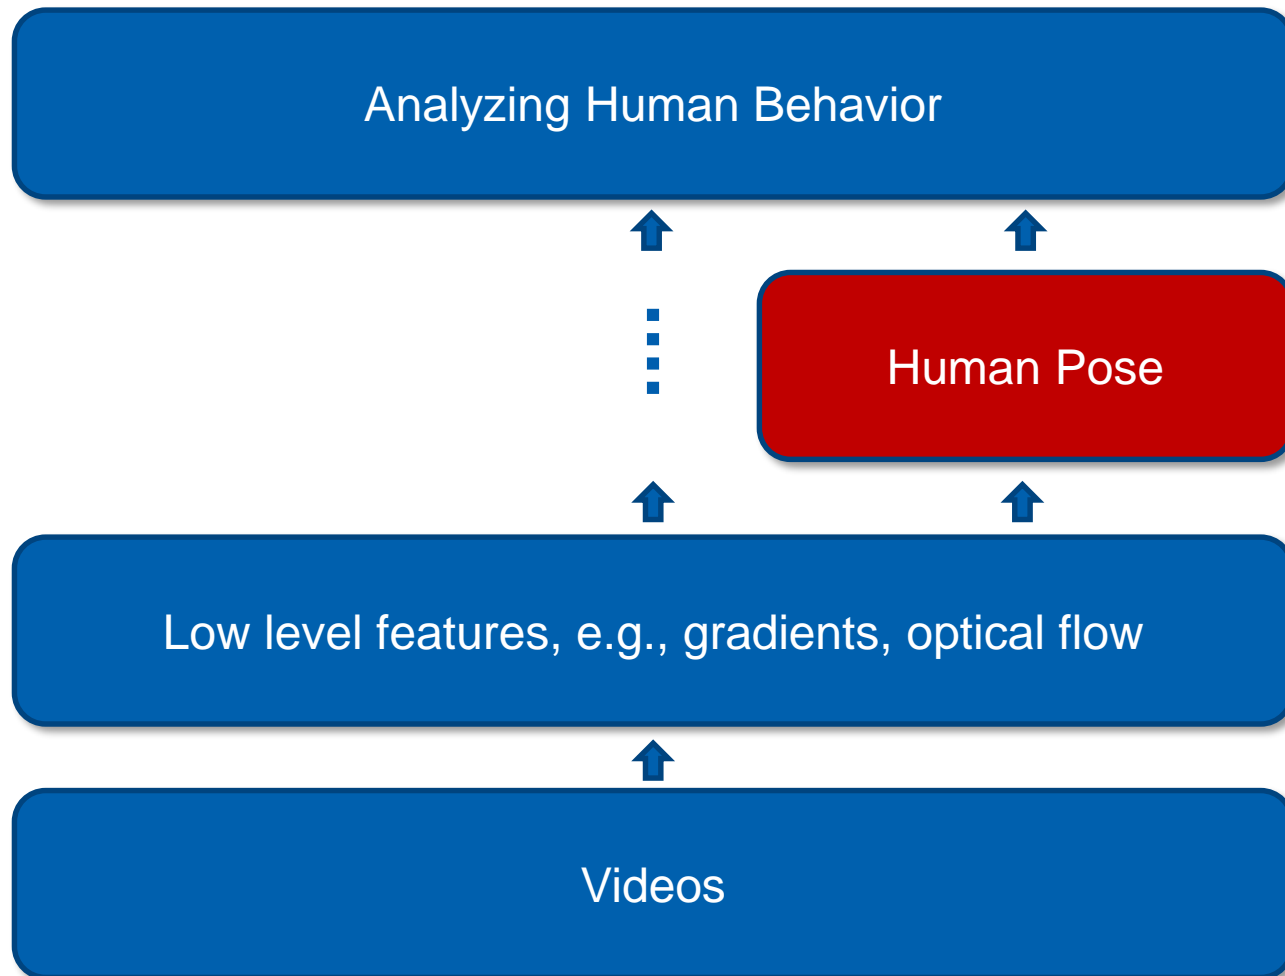 Analyzing Human Behavior
Human Pose
Low level features, e.g., gradients, optical flow
Videos